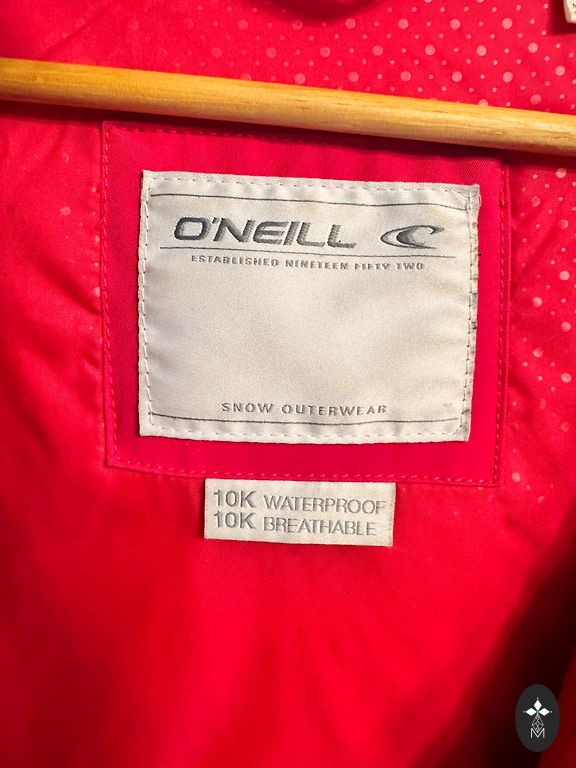 O'NEILL
ESTABLISHED NINETEEN FIFTY-TWO
SNOW OUTERWEAR
10K WATERPROOF
10K BREATHABLE
M